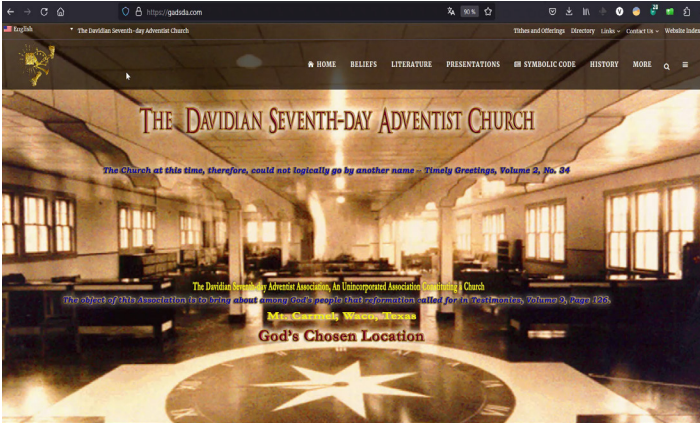 https://gadsda.com
90%
28
English
The Davidian Seventh-day Adventist Church
Tithes and Offerings Directory Links Contact Us Website Index
HOME BELIEFS LITERATURE PRESENTATIONS SYMBOLIC CODE HISTORY MORE
The Davidian Seventh-day Adventist Church
The Church at this time, therefore, could not logically go by another name -- Timely Greetings, Volume 2, No. 34
The Davidian Seventh-day Adventist Association, An Unincorporated Association Constituting a Church
The object of this Association is to bring about among God's people that reformation called for in Testimonies, Volume 9, Page 126.
Mt. Carmel, Waco, Texas
God's Chosen Location